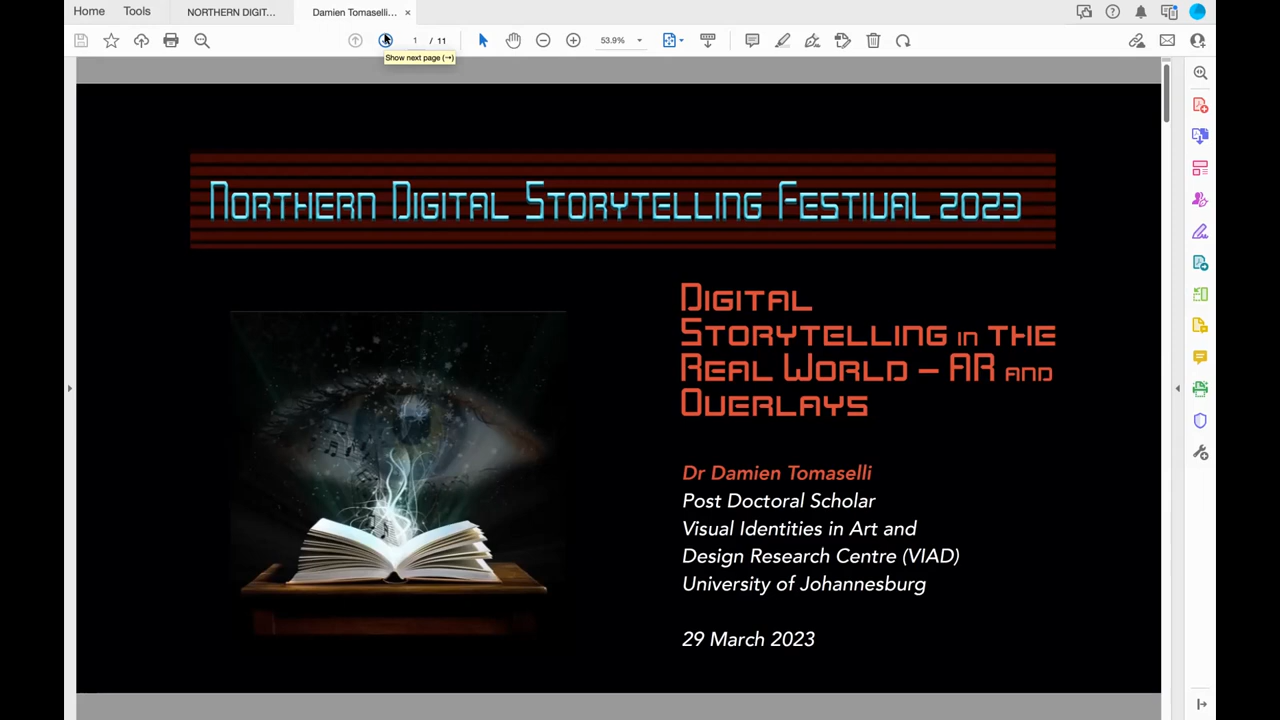 Home
Tools
NORTHERN DIGIT...
Damien Tomaselli... ×
1 / 11
53.9%
Show next page (→)
Northern Digital Storytelling Festival 2023
Digital
Storytelling in the
Real World – AR and
Overlays
Dr Damien Tomaselli
Post Doctoral Scholar
Visual Identities in Art and
Design Research Centre (VIAD)
University of Johannesburg
29 March 2023